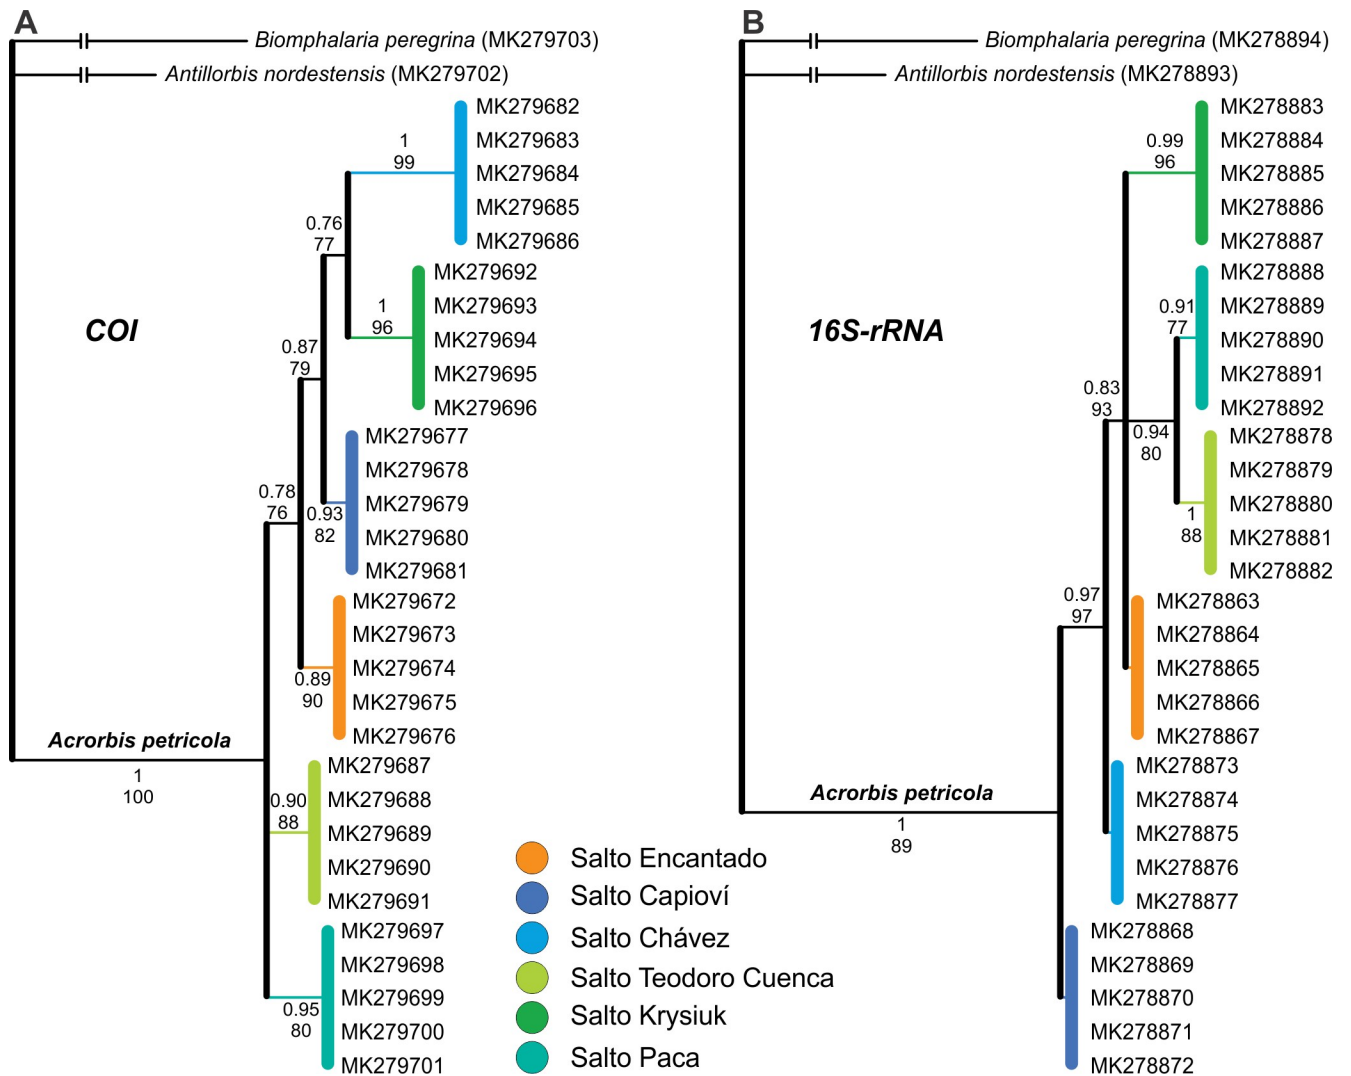 A
Biomphalaria peregrina (MK279703)
Antillorbis nordestensis (MK279702)
MK279682
1
MK279683
99
MK279684
MK279685
0.76
77
MK279686
MK279692
1
MK279693
96
COI
MK279694
0.87
79
MK279695
MK279696
MK279677
MK279678
0.78
76
MK279679
0.93
82
MK279680
MK279681
MK279672
MK279673
MK279674
0.89
90
MK279675
MK279676
Acrorbis petricola
1
100
MK279687
0.90
88
MK279688
MK279689
MK279690
MK279691
MK279697
MK279698
MK279699
0.95
80
MK279700
MK279701
Salto Encantado
Salto Capioví
Salto Chávez
Salto Teodoro Cuenca
Salto Krysiuk
Salto Paca
B
Biomphalaria peregrina (MK278894)
Antillorbis nordestensis (MK278893)
MK278883
0.99
96
MK278884
MK278885
MK278886
MK278887
MK278888
0.91
77
MK278889
16S-rRNA
MK278890
MK278891
0.83
93
MK278892
0.94
80
MK278878
MK278879
MK278880
1
88
MK278881
MK278882
0.97
97
MK278863
MK278864
MK278865
MK278866
MK278867
Acrorbis petricola
1
89
MK278873
MK278874
MK278875
MK278876
MK278877
MK278868
MK278869
MK278870
MK278871
MK278872